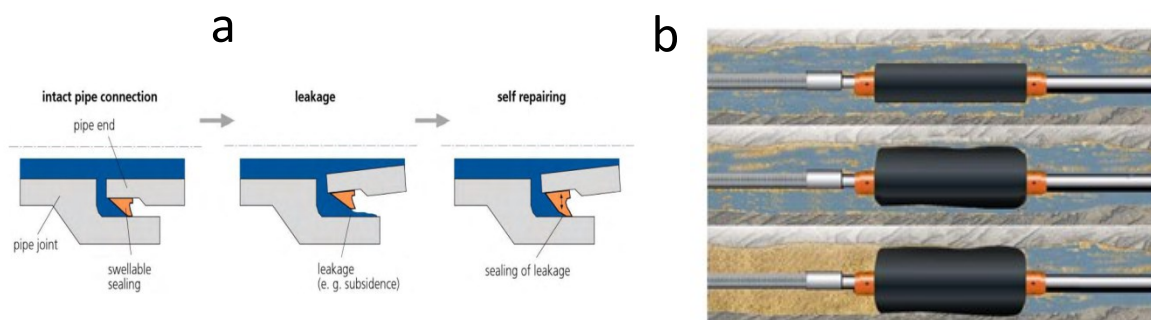 a
b
intact pipe connection
leakage
self repairing
pipe end
pipe joint
swellable
sealing
leakage
(e. g. subsidence)
sealing of leakage